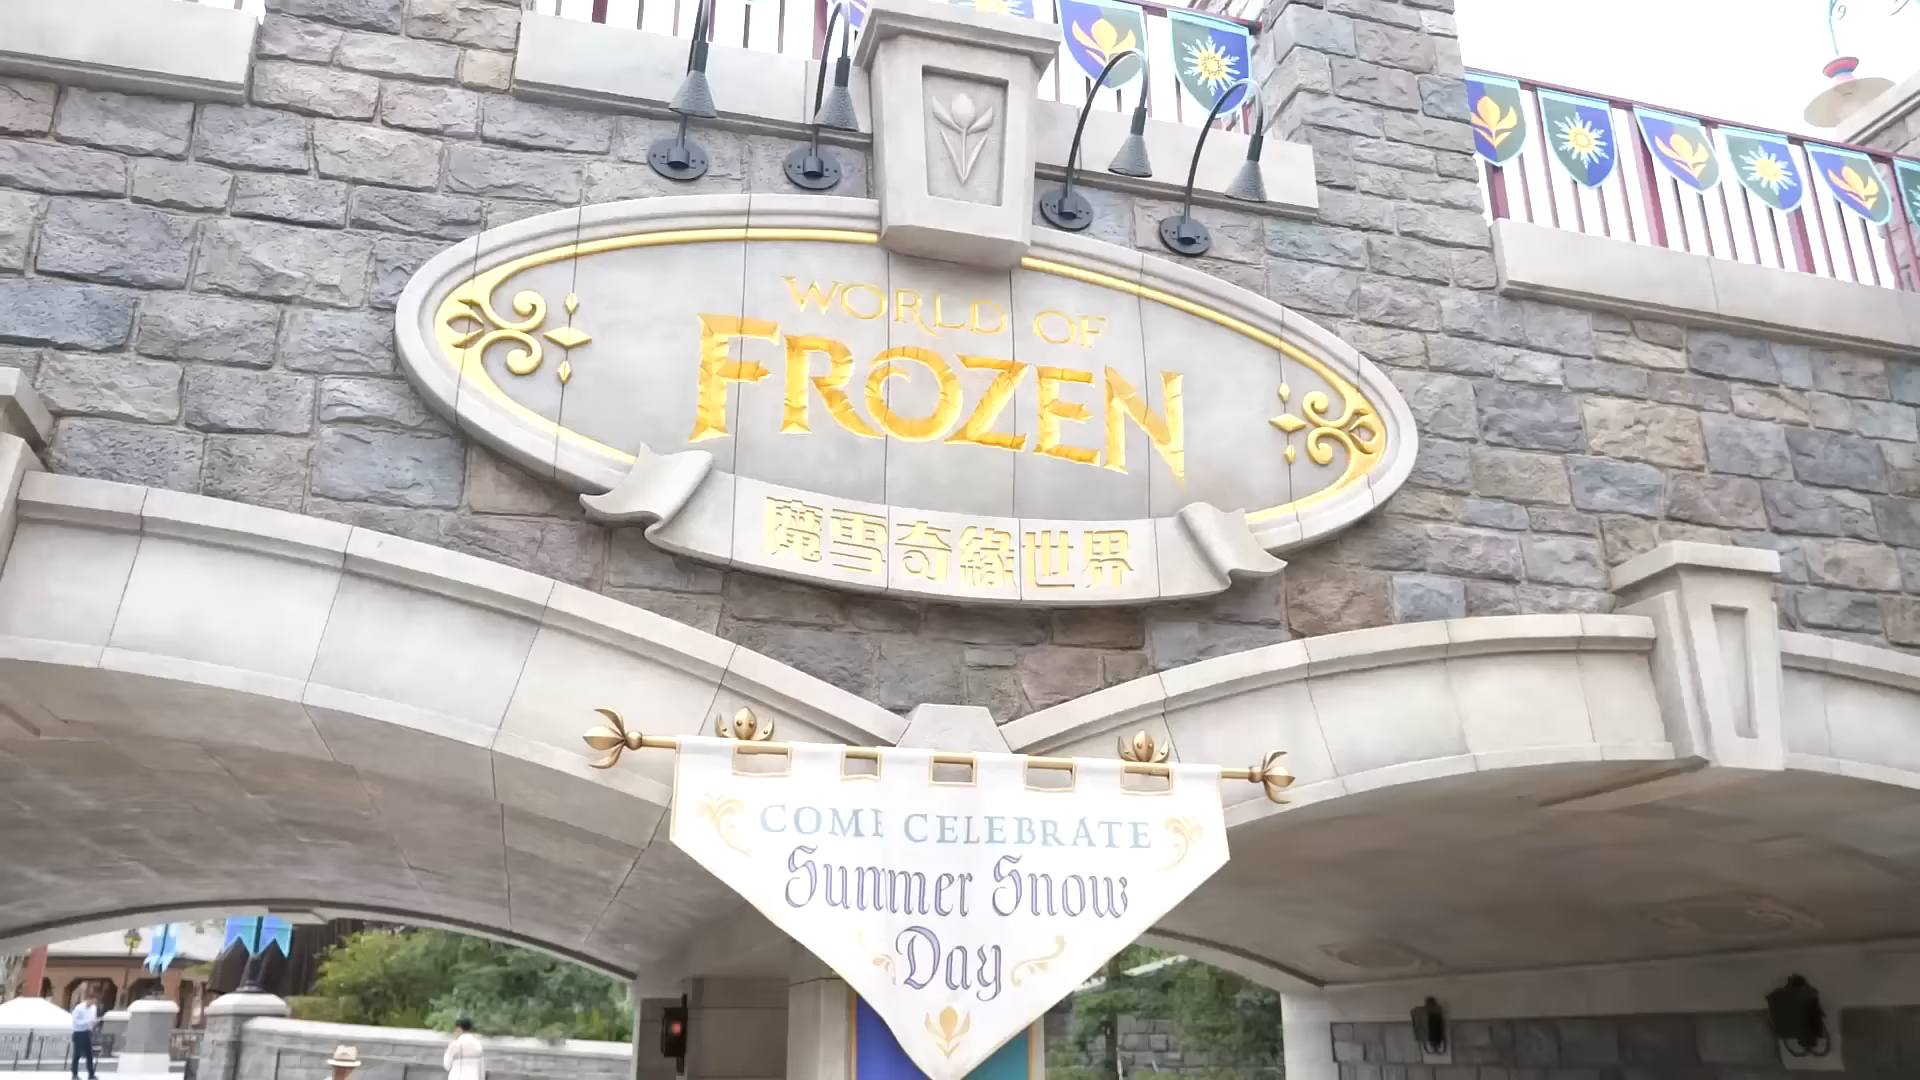 WORLD OF
FROZEN
魔雪奇緣世界
COME CELEBRATE
Summer Snow
Day